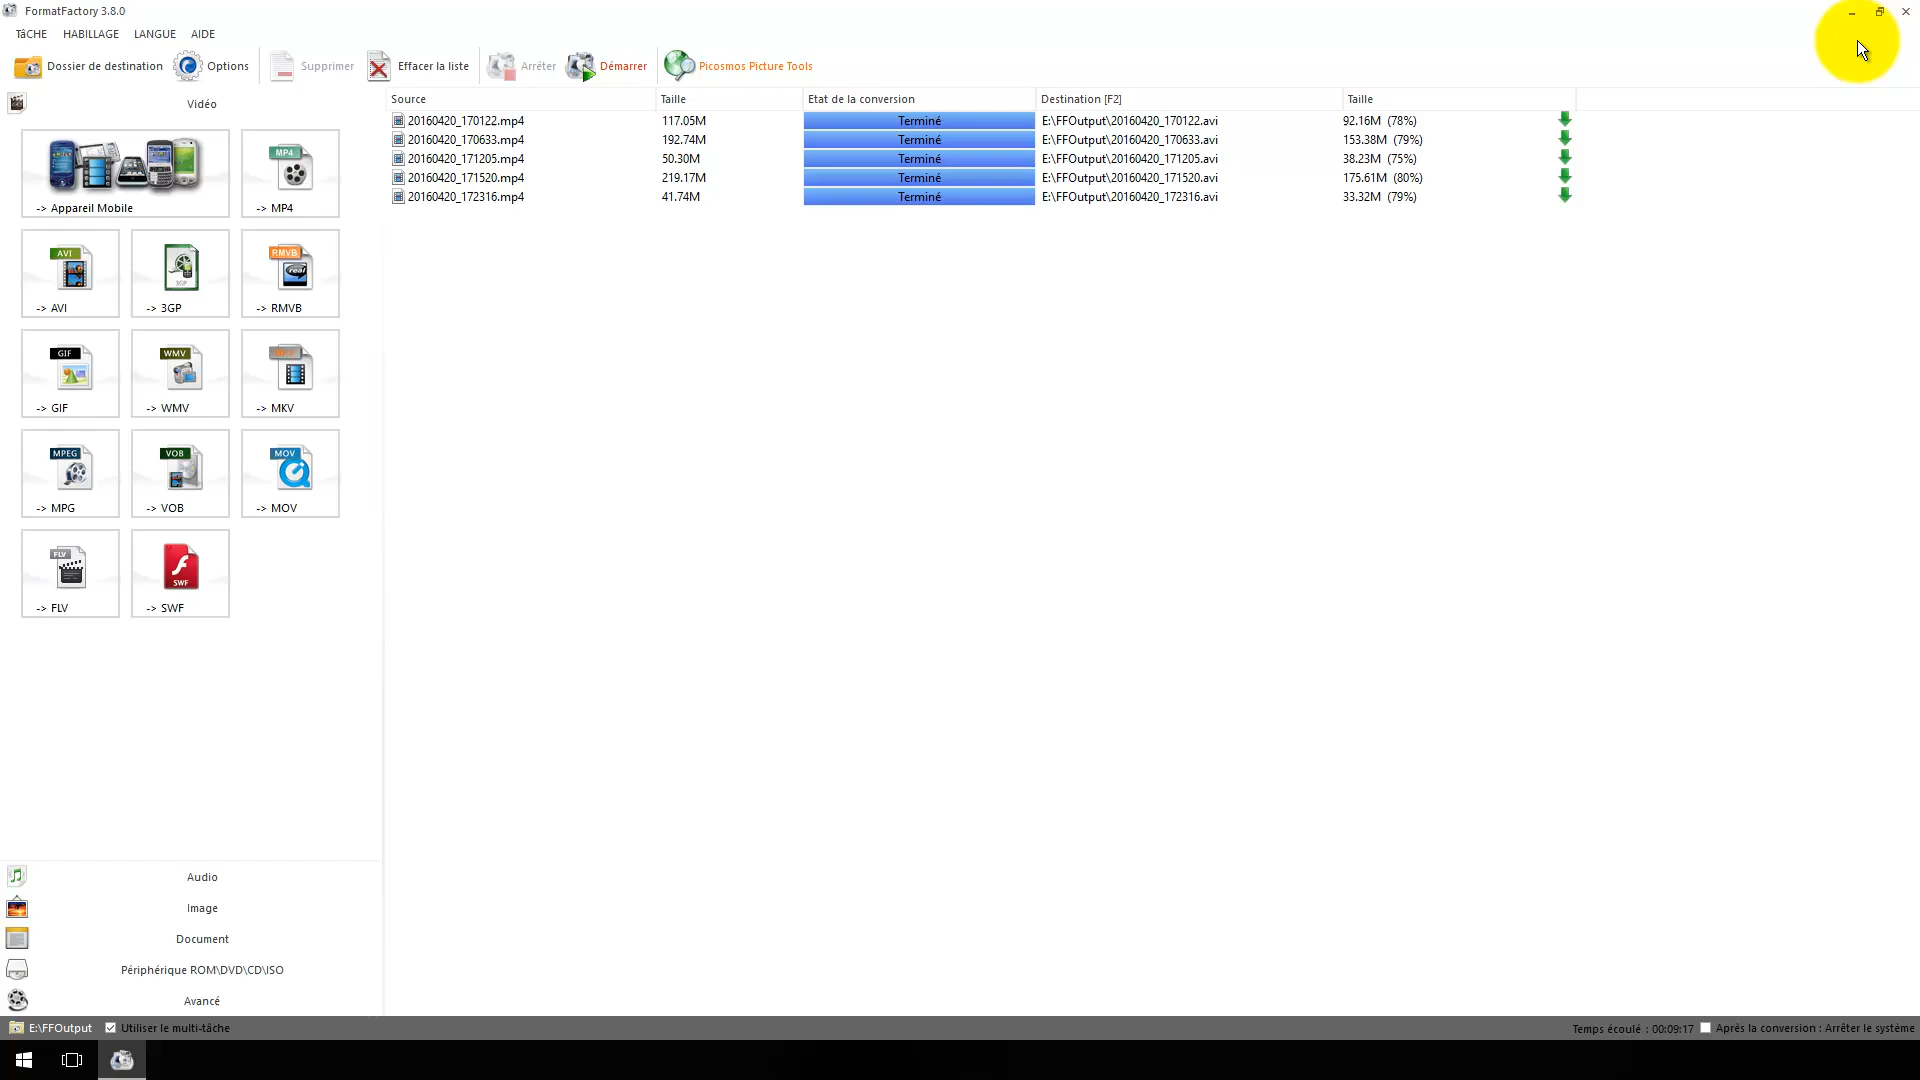 FormatFactory 3.8.0
TâCHE HABILLAGE LANGUE AIDE
Dossier de destination Options Supprimer Effacer la liste Arrêter Démarrer Picosmos Picture Tools
Vidéo
Source Taille Etat de la conversion Destination [F2] Taille
20160420_170122.mp4 117.05M Terminé E:\FFOutput\20160420_170122.avi 92.16M (78%)
20160420_170633.mp4 192.74M Terminé E:\FFOutput\20160420_170633.avi 153.38M (79%)
20160420_171205.mp4 50.30M Terminé E:\FFOutput\20160420_171205.avi 38.23M (75%)
20160420_171520.mp4 219.17M Terminé E:\FFOutput\20160420_171520.avi 175.61M (80%)
20160420_172316.mp4 41.74M Terminé E:\FFOutput\20160420_172316.avi 33.32M (79%)
MP4
-> Appareil Mobile -> MP4
AVI 3GP RMVB
real
-> AVI -> 3GP -> RMVB
GIF WMV MKV
-> GIF -> WMV -> MKV
MPEG VOB MOV
-> MPG -> VOB -> MOV
FLV SWF
-> FLV -> SWF
Audio
Image
Document
Périphérique ROM\DVD\CD\ISO
Avancé
E:\FFOutput Utiliser le multi-tâche Temps écoulé : 00:09:17 Après la conversion : Arrêter le système